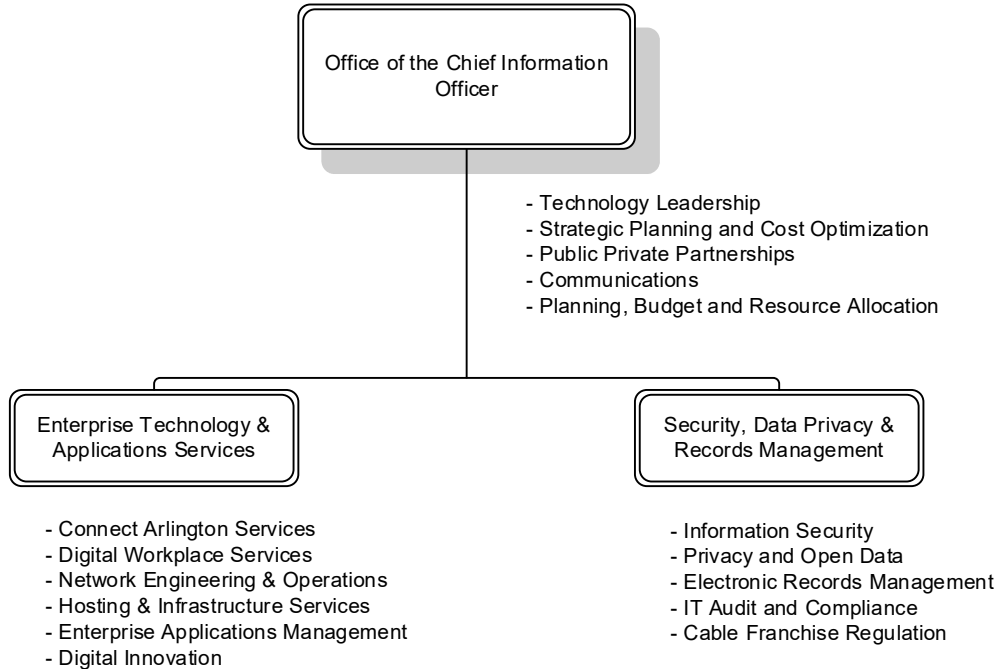 Office of the Chief Information
Officer
- Technology Leadership
- Strategic Planning and Cost Optimization
- Public Private Partnerships
- Communications
- Planning, Budget and Resource Allocation
Enterprise Technology &
Applications Services
- Connect Arlington Services
- Digital Workplace Services
- Network Engineering & Operations
- Hosting & Infrastructure Services
- Enterprise Applications Management
- Digital Innovation
Security, Data Privacy &
Records Management
- Information Security
- Privacy and Open Data
- Electronic Records Management
- IT Audit and Compliance
- Cable Franchise Regulation